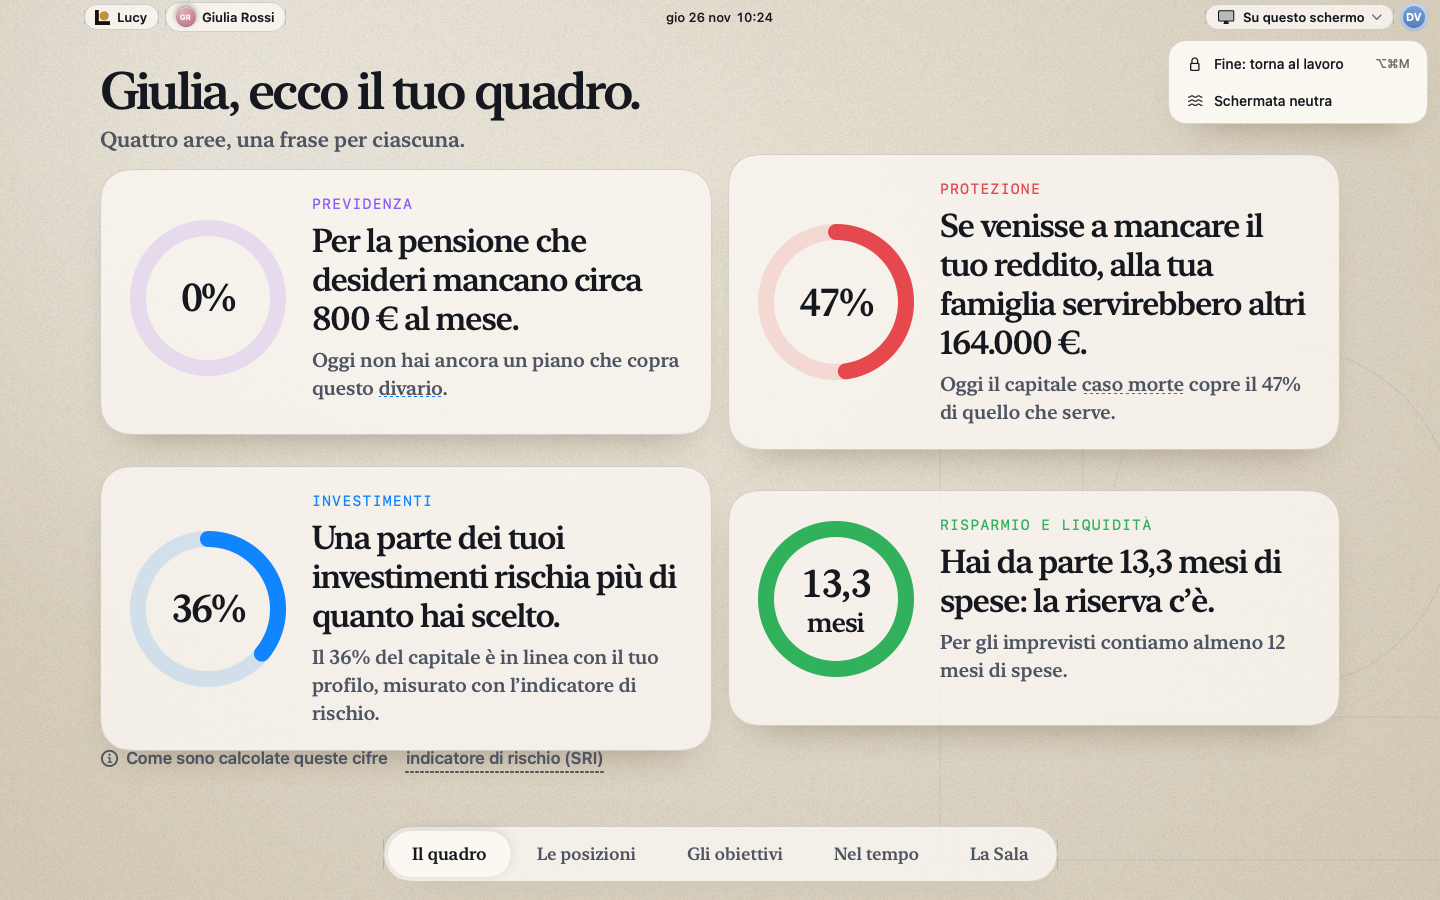 Lucy
GR Giulia Rossi
gio 26 nov 10:24
Su questo schermo
DV
Fine: torna al lavoro ⌥⌘M
Schermata neutra
Giulia, ecco il tuo quadro.
Quattro aree, una frase per ciascuna.
0%
PREVIDENZA
Per la pensione che
desideri mancano circa
800 € al mese.
Oggi non hai ancora un piano che copra
questo divario.
47%
PROTEZIONE
Se venisse a mancare il
tuo reddito, alla tua
famiglia servirebbero altri
164.000 €.
Oggi il capitale caso morte copre il 47%
di quello che serve.
36%
INVESTIMENTI
Una parte dei tuoi
investimenti rischia più di
quanto hai scelto.
Il 36% del capitale è in linea con il tuo
profilo, misurato con l’indicatore di
rischio.
13,3
mesi
RISPARMIO E LIQUIDITÀ
Hai da parte 13,3 mesi di
spese: la riserva c’è.
Per gli imprevisti contiamo almeno 12
mesi di spese.
Come sono calcolate queste cifre indicatore di rischio (SRI)
Il quadro Le posizioni Gli obiettivi Nel tempo La Sala